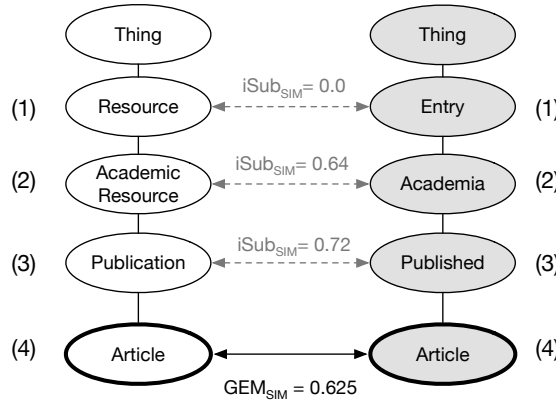 Thing Thing
(1) Resource iSub_SIM = 0.0 Entry (1)
(2) Academic Resource iSub_SIM = 0.64 Academia (2)
(3) Publication iSub_SIM = 0.72 Published (3)
(4) Article Article (4)
GEM_SIM = 0.625